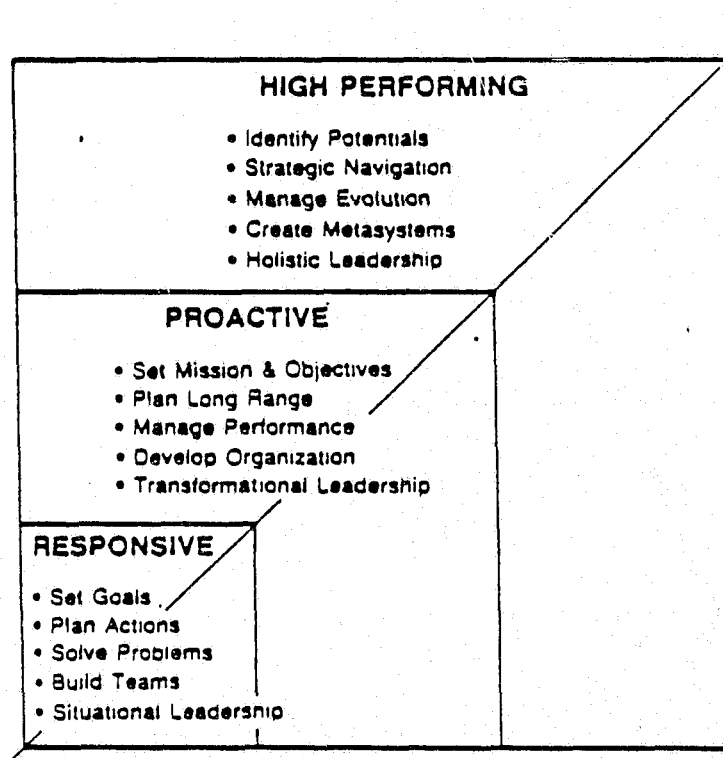 HIGH PERFORMING
• Identify Potentials
• Strategic Navigation
• Manage Evolution
• Create Metasystems
• Holistic Leadership
PROACTIVE
• Set Mission & Objectives
• Plan Long Range
• Manage Performance
• Develop Organization
• Transformational Leadership
RESPONSIVE
• Set Goals
• Plan Actions
• Solve Problems
• Build Teams
• Situational Leadership